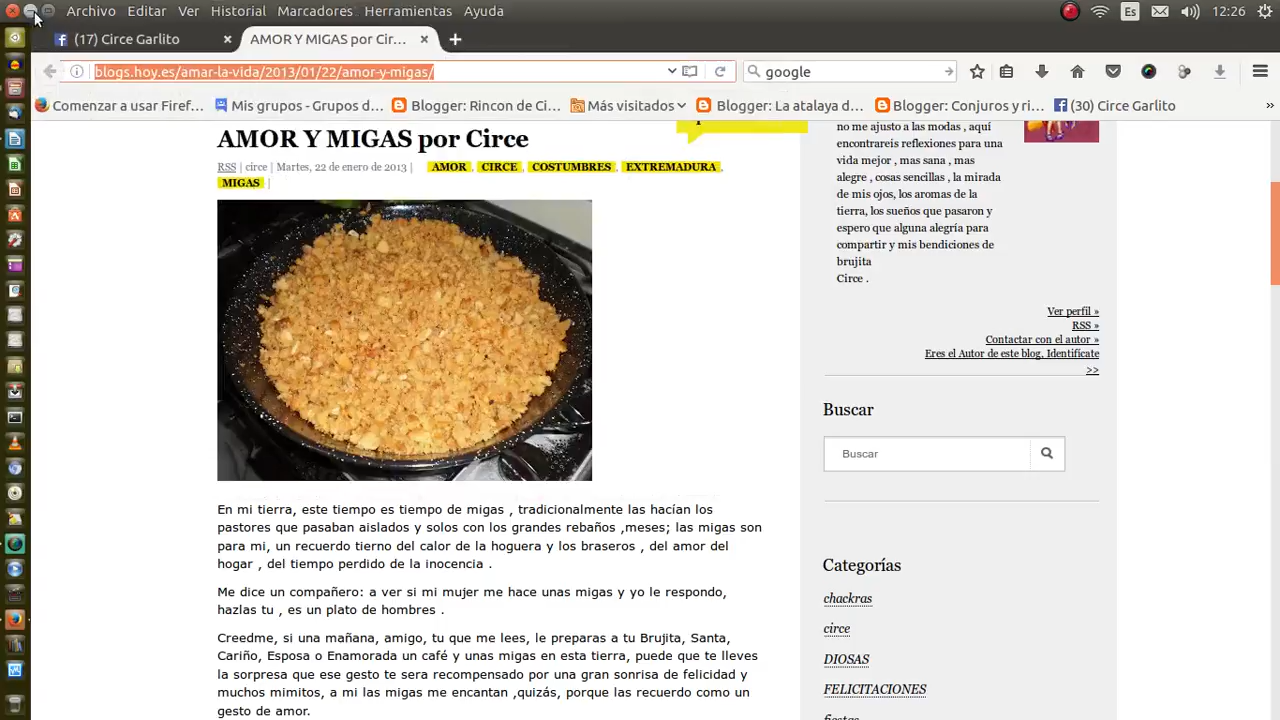 Archivo Editar Ver Historial Marcadores Herramientas Ayuda Es 12:26
(17) Circe Garlito × AMOR Y MIGAS por Cir... × +
blogs.hoy.es/amar-la-vida/2013/01/22/amor-y-migas/ google
Comenzar a usar Firef... Mis grupos - Grupos d... Blogger: Rincon de Ci... Más visitados Blogger: La atalaya d... Blogger: Conjuros y ri... (30) Circe Garlito »
AMOR Y MIGAS por Circe
RSS | circe | Martes, 22 de enero de 2013 | AMOR , CIRCE , COSTUMBRES , EXTREMADURA ,
MIGAS |
En mi tierra, este tiempo es tiempo de migas , tradicionalmente las hacían los
pastores que pasaban aislados y solos con los grandes rebaños ,meses; las migas son
para mi, un recuerdo tierno del calor de la hoguera y los braseros , del amor del
hogar , del tiempo perdido de la inocencia .
Me dice un compañero: a ver si mi mujer me hace unas migas y yo le respondo,
hazlas tu , es un plato de hombres .
Creedme, si una mañana, amigo, tu que me lees, le preparas a tu Brujita, Santa,
Cariño, Esposa o Enamorada un café y unas migas en esta tierra, puede que te lleves
la sorpresa que ese gesto te sera recompensado por una gran sonrisa de felicidad y
muchos mimitos, a mi las migas me encantan ,quizás, porque las recuerdo como un
gesto de amor.
no me ajusto a las modas , aquí
encontrareis reflexiones para una
vida mejor , mas sana , mas
alegre , cosas sencillas , la mirada
de mis ojos, los aromas de la
tierra, los sueños que pasaron y
espero que alguna alegría para
compartir y mis bendiciones de
brujita
Circe .
Ver perfil »
RSS »
Contactar con el autor »
Eres el Autor de este blog, Identifícate
>>
Buscar
Buscar
Categorías
chackras
circe
DIOSAS
FELICITACIONES
fiestas